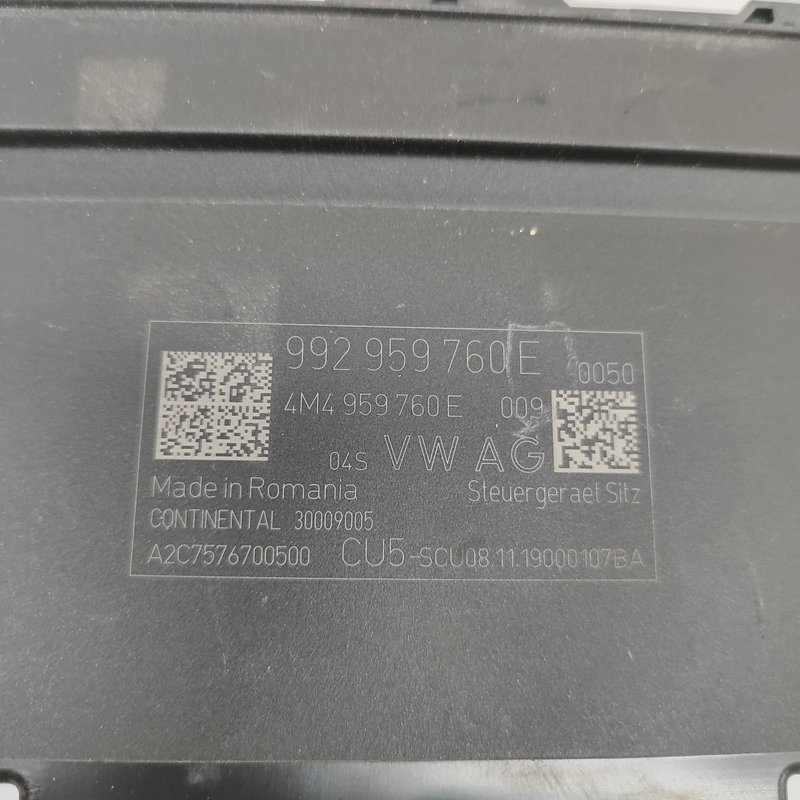 992 959 760 E 0050
4M4 959 760 E 009
04S VW AG
Made in Romania Steuergeraet Sitz
CONTINENTAL 30009005
A2C7576700500 CU5-SCU08.11.19000107BA